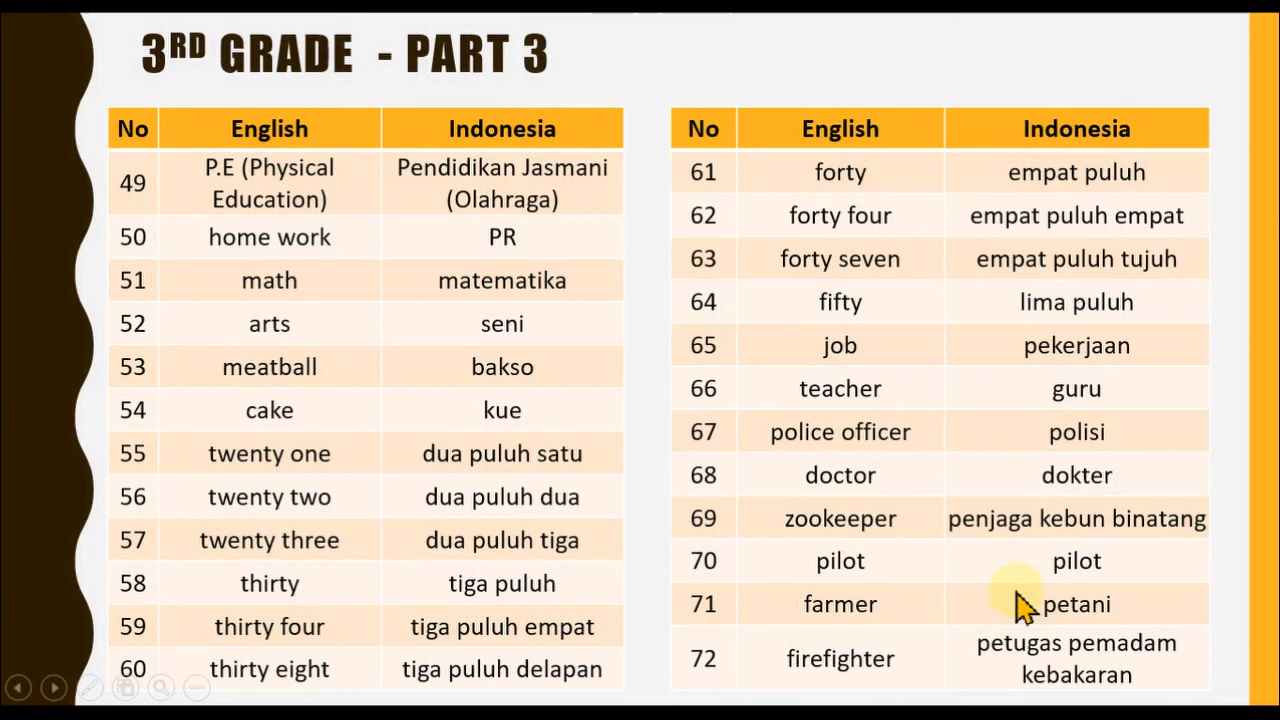 3RD GRADE - PART 3
No English Indonesia
49 P.E (Physical Education) Pendidikan Jasmani (Olahraga)
50 home work PR
51 math matematika
52 arts seni
53 meatball bakso
54 cake kue
55 twenty one dua puluh satu
56 twenty two dua puluh dua
57 twenty three dua puluh tiga
58 thirty tiga puluh
59 thirty four tiga puluh empat
60 thirty eight tiga puluh delapan
No English Indonesia
61 forty empat puluh
62 forty four empat puluh empat
63 forty seven empat puluh tujuh
64 fifty lima puluh
65 job pekerjaan
66 teacher guru
67 police officer polisi
68 doctor dokter
69 zookeeper penjaga kebun binatang
70 pilot pilot
71 farmer petani
72 firefighter petugas pemadam kebakaran